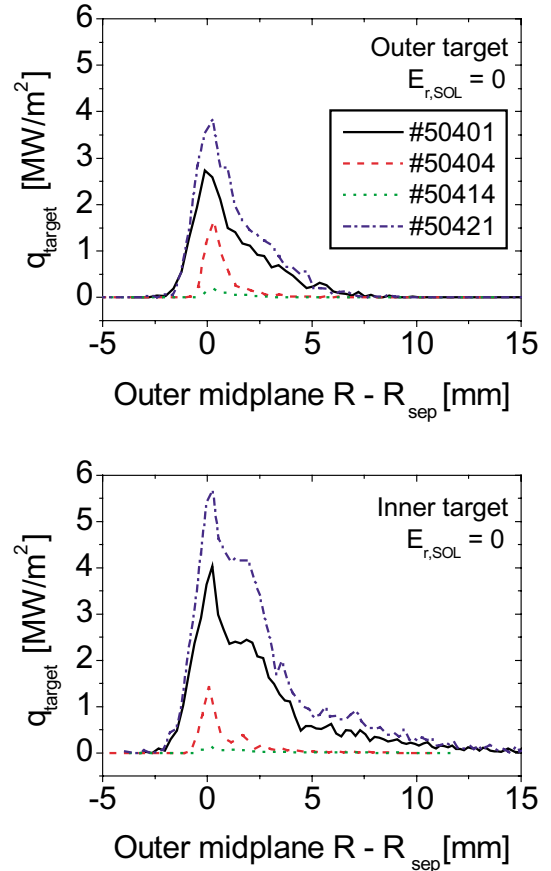 6
5
4
3
2
1
0
q_target [MW/m²]
Outer target
E_r,SOL = 0
#50401
#50404
#50414
#50421
-5 0 5 10 15
Outer midplane R - R_sep [mm]
6
5
4
3
2
1
0
q_target [MW/m²]
Inner target
E_r,SOL = 0
-5 0 5 10 15
Outer midplane R - R_sep [mm]